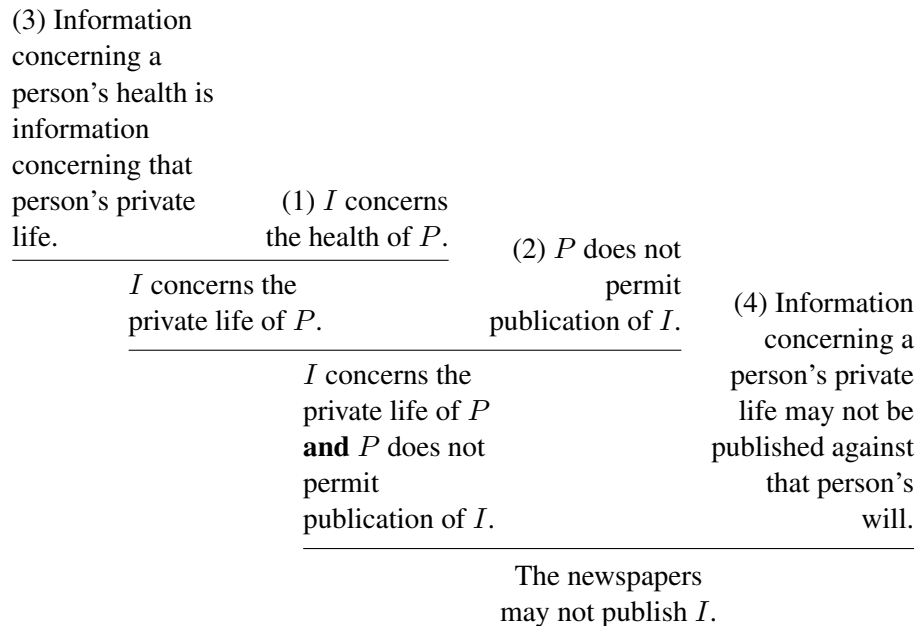 (3) Information
concerning a
person's health is
information
concerning that
person's private
life.
(1) I concerns
the health of P.
I concerns the
private life of P.
(2) P does not
permit
publication of I.
I concerns the
private life of P
and P does not
permit
publication of I.
(4) Information
concerning a
person's private
life may not be
published against
that person's
will.
The newspapers
may not publish I.